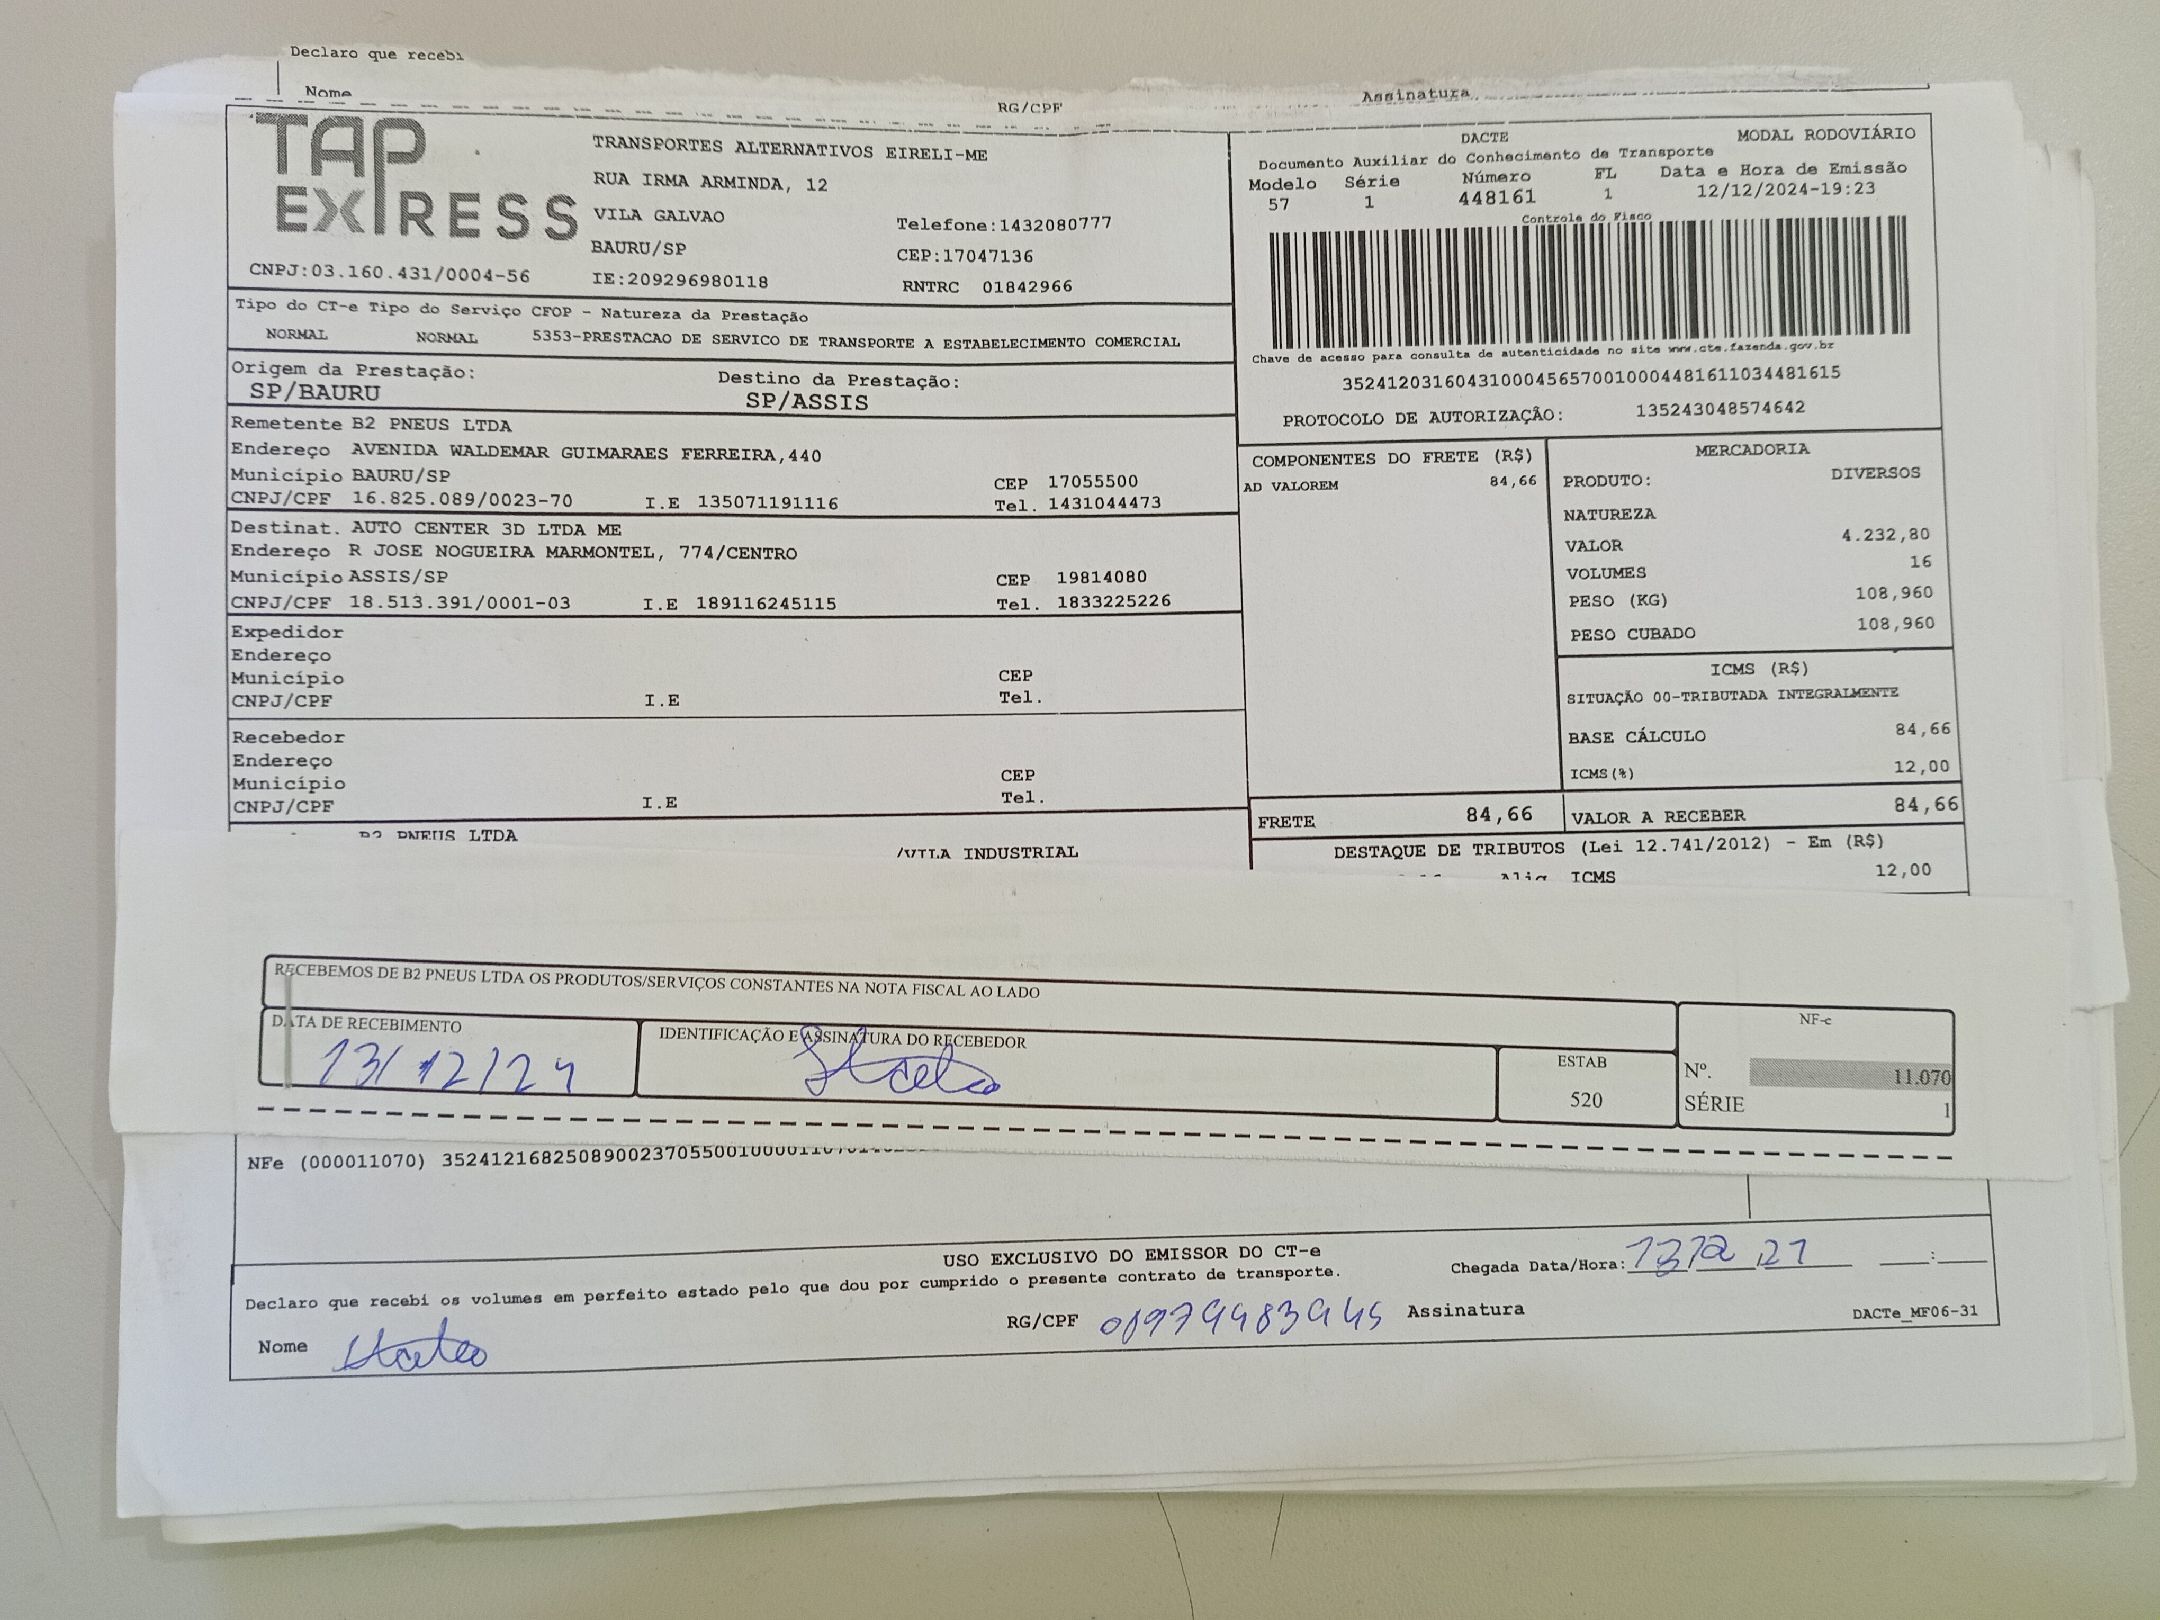 Declaro que recebi
Nome RG/CPF Assinatura
TAP EXPRESS
CNPJ:03.160.431/0004-56
TRANSPORTES ALTERNATIVOS EIRELI-ME
RUA IRMA ARMINDA, 12
VILA GALVAO Telefone:1432080777
BAURU/SP CEP:17047136
IE:209296980118 RNTRC 01842966
DACTE MODAL RODOVIÁRIO
Documento Auxiliar do Conhecimento de Transporte
Modelo Série Número FL Data e Hora de Emissão
57 1 448161 1 12/12/2024-19:23
Controle do Fisco
Chave de acesso para consulta de autenticidade no site www.cte.fazenda.gov.br
35241203160431000456570010004481611034481615
PROTOCOLO DE AUTORIZAÇÃO: 135243048574642
Tipo do CT-e Tipo do Serviço CFOP - Natureza da Prestação
NORMAL NORMAL 5353-PRESTACAO DE SERVICO DE TRANSPORTE A ESTABELECIMENTO COMERCIAL
Origem da Prestação: Destino da Prestação:
SP/BAURU SP/ASSIS
Remetente B2 PNEUS LTDA
Endereço AVENIDA WALDEMAR GUIMARAES FERREIRA,440
Município BAURU/SP CEP 17055500
CNPJ/CPF 16.825.089/0023-70 I.E 135071191116 Tel. 1431044473
Destinat. AUTO CENTER 3D LTDA ME
Endereço R JOSE NOGUEIRA MARMONTEL, 774/CENTRO
Município ASSIS/SP CEP 19814080
CNPJ/CPF 18.513.391/0001-03 I.E 189116245115 Tel. 1833225226
Expedidor
Endereço
Município CEP
CNPJ/CPF I.E Tel.
Recebedor
Endereço
Município CEP
CNPJ/CPF I.E Tel.
B2 PNEUS LTDA
/VILA INDUSTRIAL
COMPONENTES DO FRETE (R$)
AD VALOREM 84,66
MERCADORIA
PRODUTO: DIVERSOS
NATUREZA
VALOR 4.232,80
VOLUMES 16
PESO (KG) 108,960
PESO CUBADO 108,960
ICMS (R$)
SITUAÇÃO 00-TRIBUTADA INTEGRALMENTE
BASE CÁLCULO 84,66
ICMS(%) 12,00
FRETE 84,66 VALOR A RECEBER 84,66
DESTAQUE DE TRIBUTOS (Lei 12.741/2012) - Em (R$)
Aliq ICMS 12,00
RECEBEMOS DE B2 PNEUS LTDA OS PRODUTOS/SERVIÇOS CONSTANTES NA NOTA FISCAL AO LADO
DATA DE RECEBIMENTO IDENTIFICAÇÃO E ASSINATURA DO RECEBEDOR
13/12/24
ESTAB
520
NF-e
Nº. 11.070
SÉRIE 1
NFe (000011070) 352412168250890023705500100001107
USO EXCLUSIVO DO EMISSOR DO CT-e
Declaro que recebi os volumes em perfeito estado pelo que dou por cumprido o presente contrato de transporte.
Chegada Data/Hora: :
Nome RG/CPF Assinatura
DACTe_MF06-31